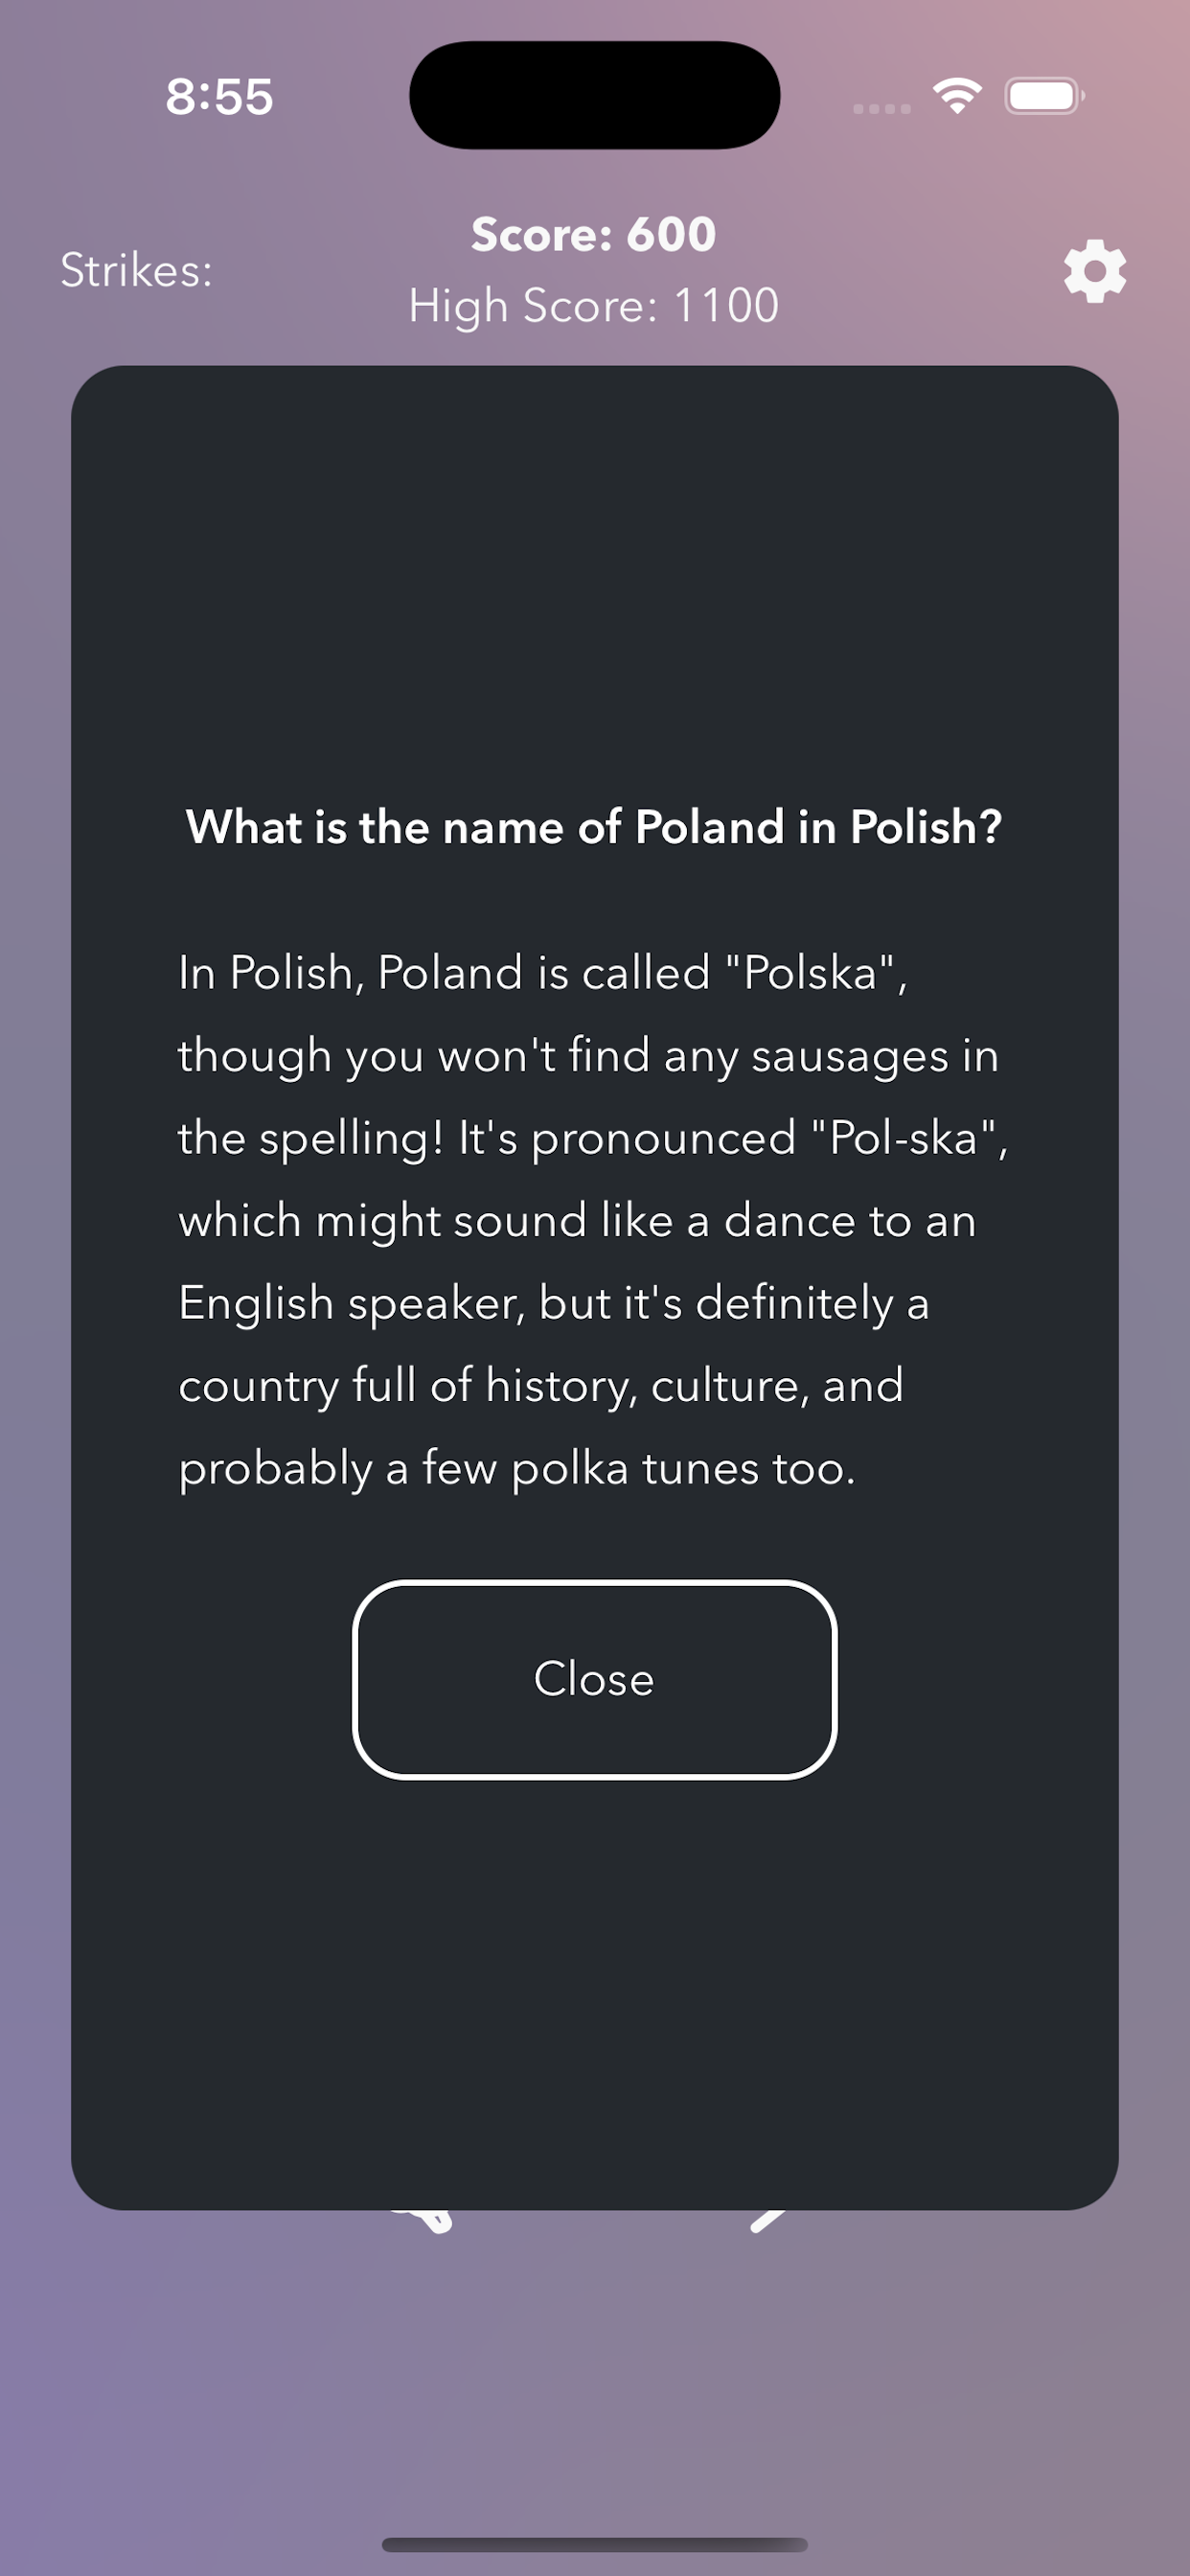 8:55
Strikes:
Score: 600
High Score: 1100
What is the name of Poland in Polish?
In Polish, Poland is called "Polska",
though you won't find any sausages in
the spelling! It's pronounced "Pol-ska",
which might sound like a dance to an
English speaker, but it's definitely a
country full of history, culture, and
probably a few polka tunes too.
Close